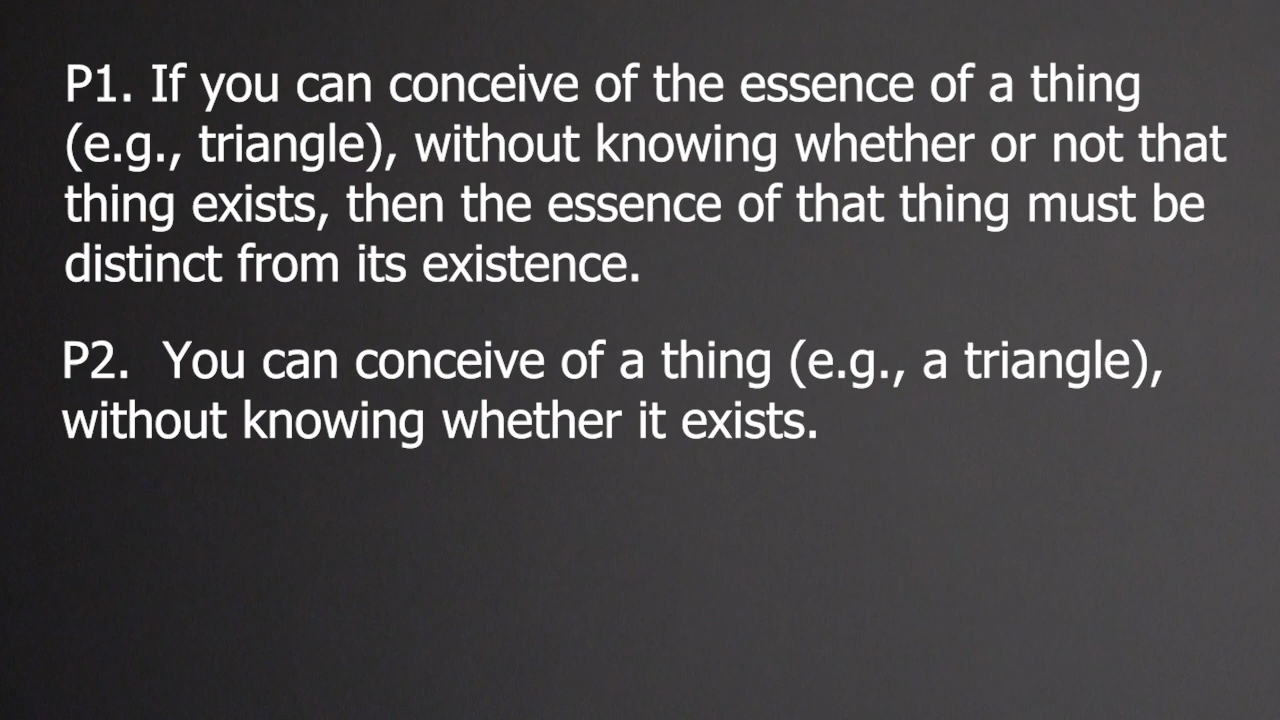 P1. If you can conceive of the essence of a thing
(e.g., triangle), without knowing whether or not that
thing exists, then the essence of that thing must be
distinct from its existence.
P2. You can conceive of a thing (e.g., a triangle),
without knowing whether it exists.